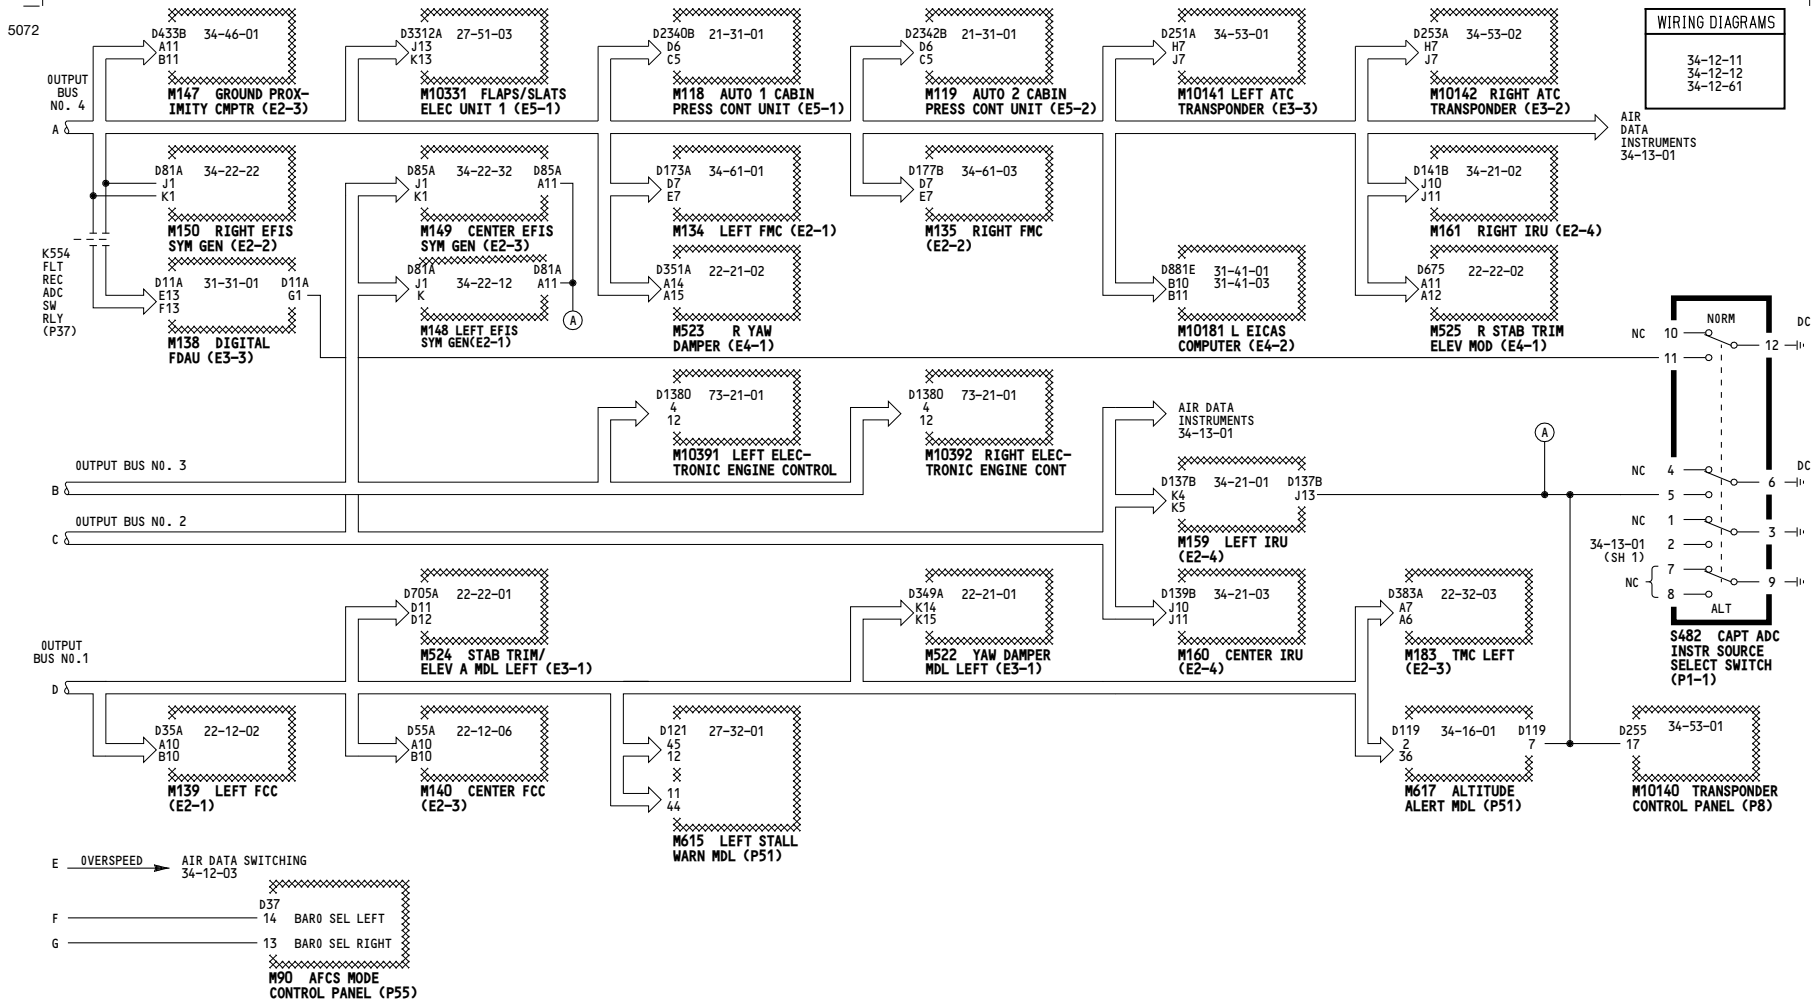 5072
WIRING DIAGRAMS
34-12-11
34-12-12
34-12-61
OUTPUT
BUS
NO. 4
A
D433B 34-46-01
A11
B11
M147 GROUND PROX-
IMITY CMPTR (E2-3)
D3312A 27-51-03
J13
K13
M10331 FLAPS/SLATS
ELEC UNIT 1 (E5-1)
D2340B 21-31-01
D6
C5
M118 AUTO 1 CABIN
PRESS CONT UNIT (E5-1)
D2342B 21-31-01
D6
C5
M119 AUTO 2 CABIN
PRESS CONT UNIT (E5-2)
D251A 34-53-01
H7
J7
M10141 LEFT ATC
TRANSPONDER (E3-3)
D253A 34-53-02
H7
J7
M10142 RIGHT ATC
TRANSPONDER (E3-2)
AIR
DATA
INSTRUMENTS
34-13-01
D81A 34-22-22
J1
K1
M150 RIGHT EFIS
SYM GEN (E2-2)
D85A 34-22-32 D85A
J1 A11
K1
M149 CENTER EFIS
SYM GEN (E2-3)
D173A 34-61-01
D7
E7
M134 LEFT FMC (E2-1)
D177B 34-61-03
D7
E7
M135 RIGHT FMC
(E2-2)
D141B 34-21-02
J10
J11
M161 RIGHT IRU (E2-4)
K554
FLT
REC
ADC
SW
RLY
(P37)
D11A 31-31-01 D11A
E13 G1
F13
M138 DIGITAL
FDAU (E3-3)
D81A 34-22-12 D81A
J1 A11
K
M148 LEFT EFIS
SYM GEN(E2-1)
A
D351A 22-21-02
A14
A15
M523 R YAW
DAMPER (E4-1)
D881E 31-41-01
B10 31-41-03
B11
M10181 L EICAS
COMPUTER (E4-2)
D675 22-22-02
A11
A12
M525 R STAB TRIM
ELEV MOD (E4-1)
NORM
NC 10 12 DC
11
D1380 73-21-01
4
12
M10391 LEFT ELEC-
TRONIC ENGINE CONTROL
D1380 73-21-01
4
12
M10392 RIGHT ELEC-
TRONIC ENGINE CONT
AIR DATA
INSTRUMENTS
34-13-01
A
OUTPUT BUS NO. 3
B
OUTPUT BUS NO. 2
C
D137B 34-21-01 D137B
K4 J13
K5
M159 LEFT IRU
(E2-4)
NC 4 6 DC
5
NC 1 3
34-13-01 2
(SH 1)
7 9
NC
8
ALT
S482 CAPT ADC
INSTR SOURCE
SELECT SWITCH
(P1-1)
OUTPUT
BUS NO.1
D
D705A 22-22-01
D11
D12
M524 STAB TRIM/
ELEV A MDL LEFT (E3-1)
D349A 22-21-01
K14
K15
M522 YAW DAMPER
MDL LEFT (E3-1)
D139B 34-21-03
J10
J11
M160 CENTER IRU
(E2-4)
D383A 22-32-03
A7
A6
M183 TMC LEFT
(E2-3)
D35A 22-12-02
A10
B10
M139 LEFT FCC
(E2-1)
D55A 22-12-06
A10
B10
M140 CENTER FCC
(E2-3)
D121 27-32-01
45
12
11
44
M615 LEFT STALL
WARN MDL (P51)
D119 34-16-01 D119
2 7
36
M617 ALTITUDE
ALERT MDL (P51)
D255 34-53-01
17
M10140 TRANSPONDER
CONTROL PANEL (P8)
E OVERSPEED AIR DATA SWITCHING
34-12-03
D37
F 14 BARO SEL LEFT
G 13 BARO SEL RIGHT
M90 AFCS MODE
CONTROL PANEL (P55)